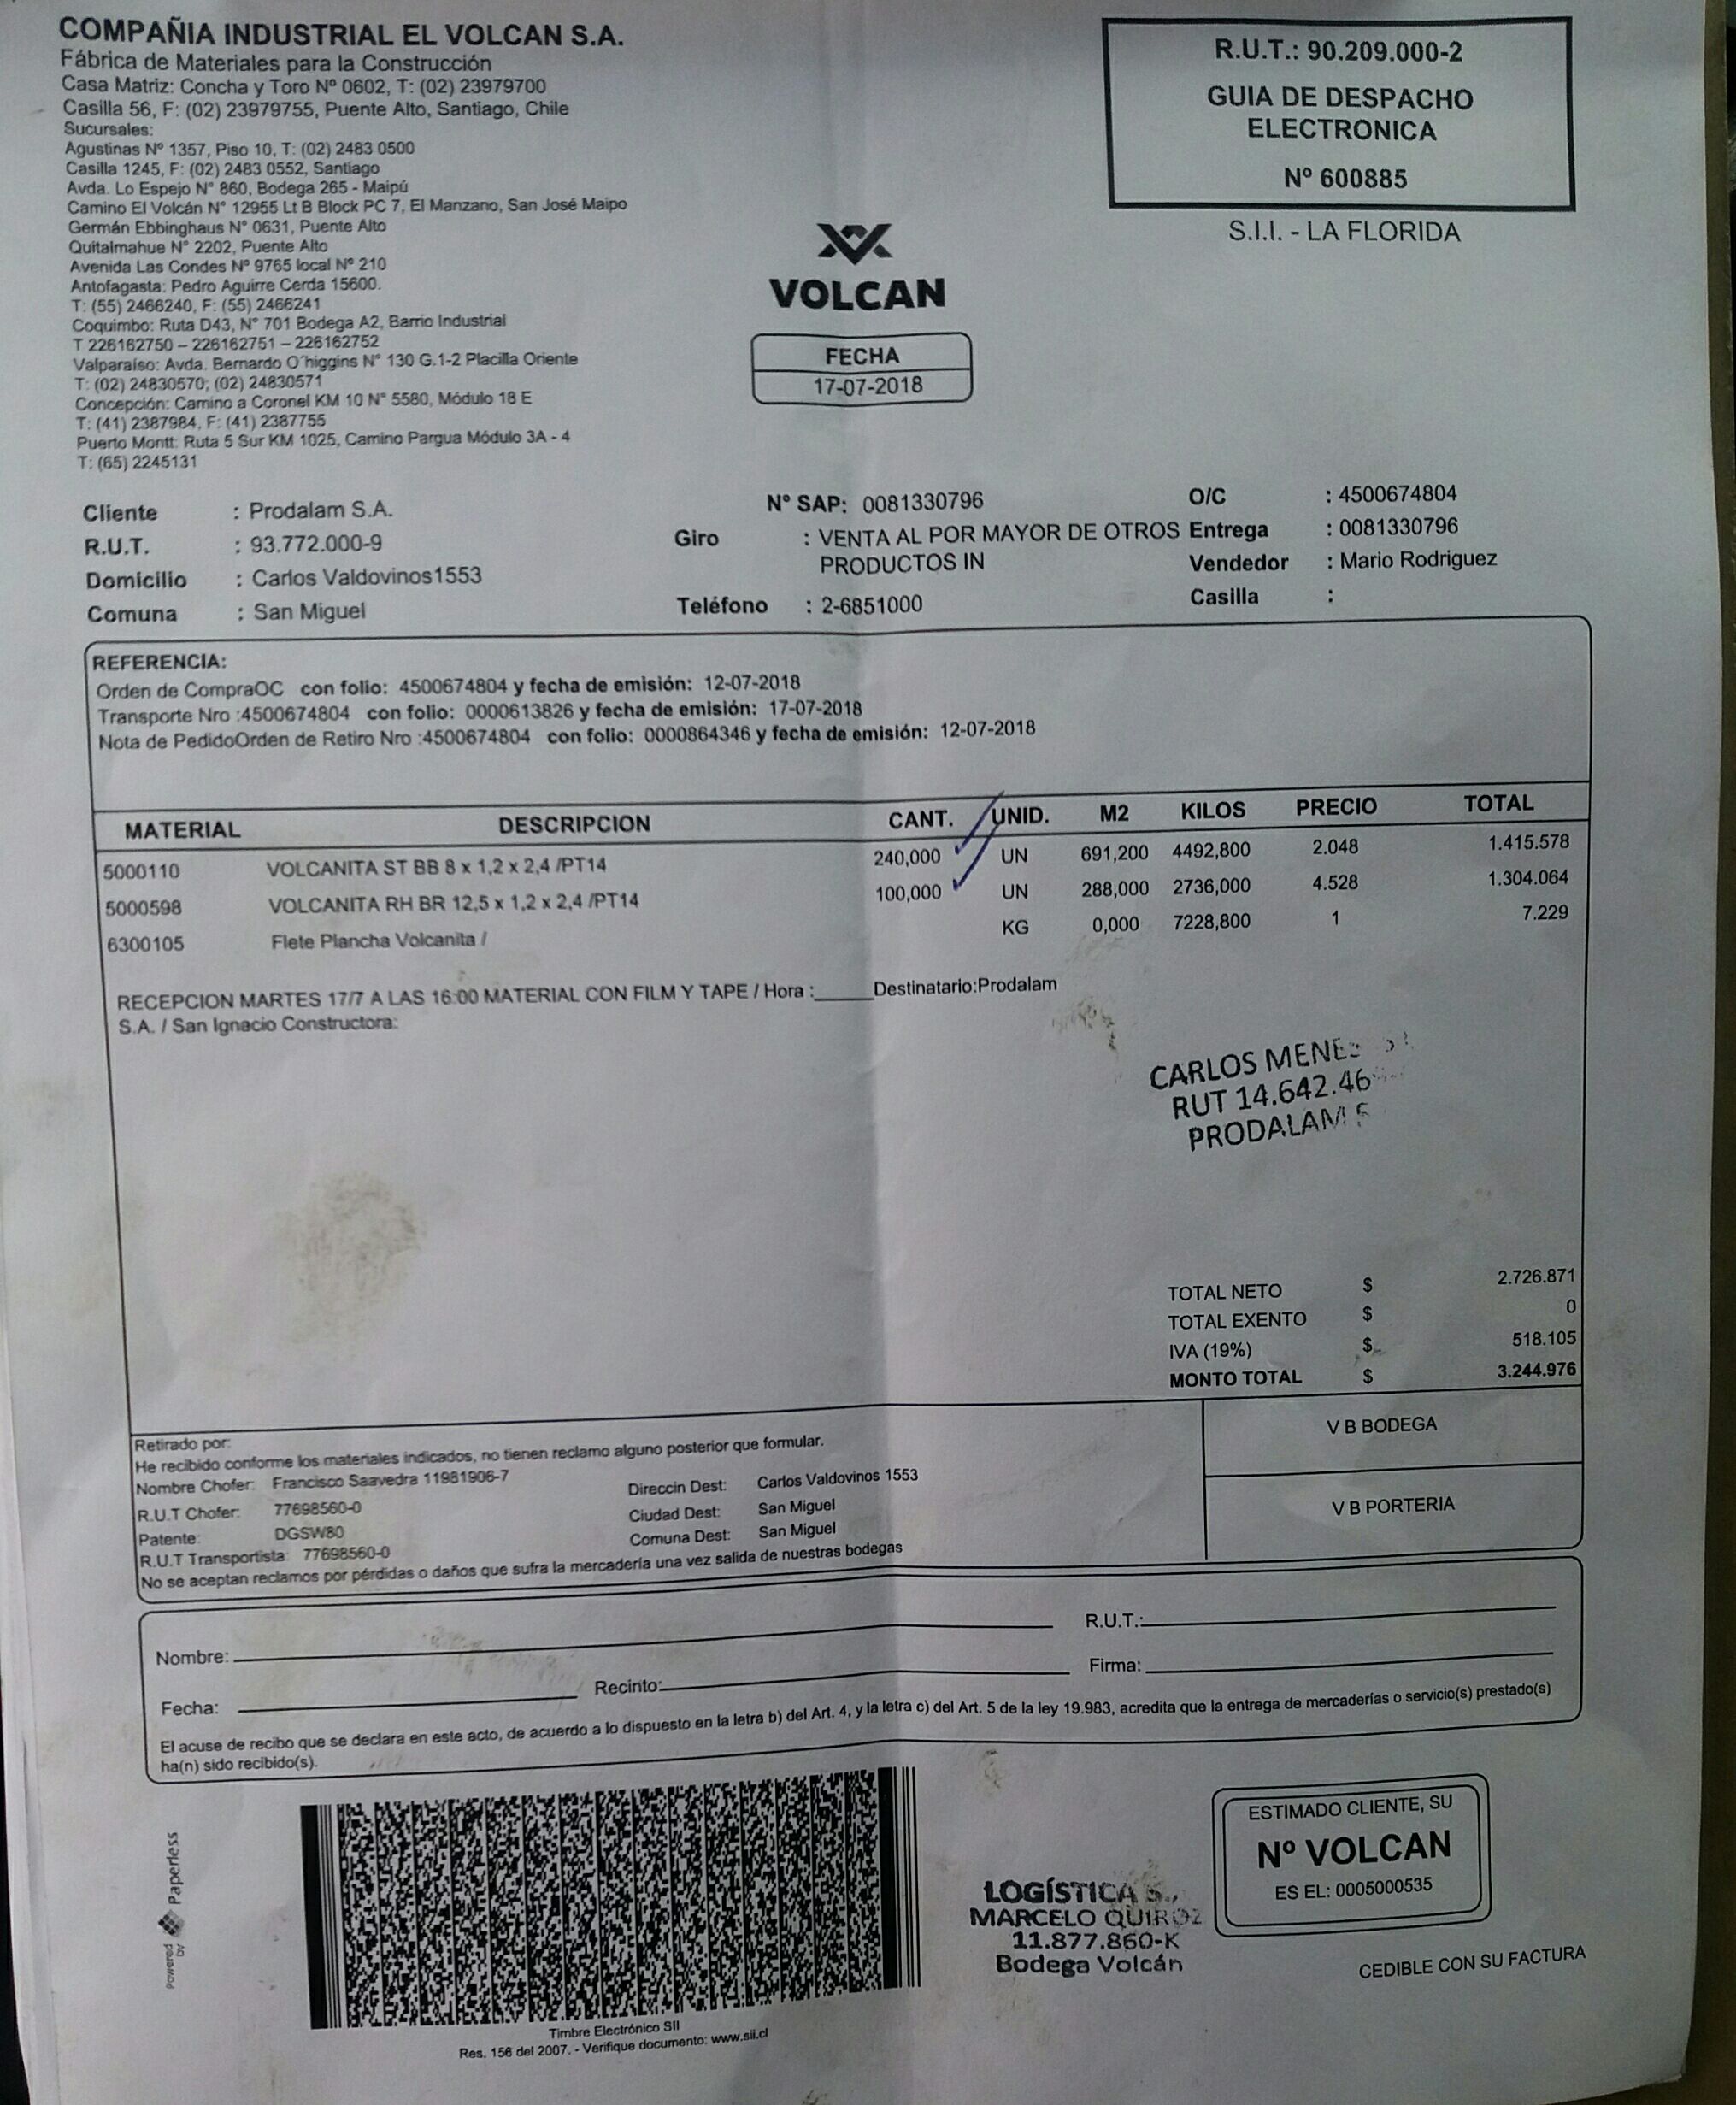 COMPAÑIA INDUSTRIAL EL VOLCAN S.A.
Fábrica de Materiales para la Construcción
Casa Matriz: Concha y Toro Nº 0602, T: (02) 23979700
Casilla 56, F: (02) 23979755, Puente Alto, Santiago, Chile
Sucursales:
Agustinas Nº 1357, Piso 10, T: (02) 2483 0500
Casilla 1245, F: (02) 2483 0552, Santiago
Avda. Lo Espejo N° 860, Bodega 265 - Maipú
Camino El Volcán N° 12955 Lt B Block PC 7, El Manzano, San José Maipo
Germán Ebbinghaus N° 0631, Puente Alto
Quitalmahue N° 2202, Puente Alto
Avenida Las Condes Nº 9765 local Nº 210
Antofagasta: Pedro Aguirre Cerda 15600.
T: (55) 2466240, F: (55) 2466241
Coquimbo: Ruta D43, N° 701 Bodega A2, Barrio Industrial
T 226162750 – 226162751 – 226162752
Valparaíso: Avda. Bernardo O´higgins N° 130 G.1-2 Placilla Oriente
T: (02) 24830570; (02) 24830571
Concepción: Camino a Coronel KM 10 N° 5580, Módulo 18 E
T: (41) 2387984, F: (41) 2387755
Puerto Montt: Ruta 5 Sur KM 1025, Camino Pargua Módulo 3A - 4
T: (65) 2245131
R.U.T.: 90.209.000-2
GUIA DE DESPACHO
ELECTRONICA
Nº 600885
S.I.I. - LA FLORIDA
VOLCAN
FECHA
17-07-2018
Cliente : Prodalam S.A.
R.U.T. : 93.772.000-9
Domicilio : Carlos Valdovinos1553
Comuna : San Miguel
N° SAP: 0081330796
Giro : VENTA AL POR MAYOR DE OTROS
PRODUCTOS IN
Teléfono : 2-6851000
O/C : 4500674804
Entrega : 0081330796
Vendedor : Mario Rodriguez
Casilla :
REFERENCIA:
Orden de CompraOC con folio: 4500674804 y fecha de emisión: 12-07-2018
Transporte Nro :4500674804 con folio: 0000613826 y fecha de emisión: 17-07-2018
Nota de PedidoOrden de Retiro Nro :4500674804 con folio: 0000864346 y fecha de emisión: 12-07-2018
MATERIAL DESCRIPCION CANT. UNID. M2 KILOS PRECIO TOTAL
5000110 VOLCANITA ST BB 8 x 1,2 x 2,4 /PT14 240,000 UN 691,200 4492,800 2.048 1.415.578
5000598 VOLCANITA RH BR 12,5 x 1,2 x 2,4 /PT14 100,000 UN 288,000 2736,000 4.528 1.304.064
6300105 Flete Plancha Volcanita / KG 0,000 7228,800 1 7.229
RECEPCION MARTES 17/7 A LAS 16:00 MATERIAL CON FILM Y TAPE / Hora :_____Destinatario:Prodalam
S.A. / San Ignacio Constructora:
CARLOS
RUT 14.642.46
PRODALAM
TOTAL NETO $ 2.726.871
TOTAL EXENTO $ 0
IVA (19%) $ 518.105
MONTO TOTAL $ 3.244.976
Retirado por:
He recibido conforme los materiales indicados, no tienen reclamo alguno posterior que formular.
Nombre Chofer: Francisco Saavedra 11981906-7
R.U.T Chofer: 77698560-0
Patente: DGSW80
R.U.T Transportista: 77698560-0
Direccin Dest: Carlos Valdovinos 1553
Ciudad Dest: San Miguel
Comuna Dest: San Miguel
No se aceptan reclamos por pérdidas o daños que sufra la mercadería una vez salida de nuestras bodegas
V B BODEGA
V B PORTERIA
Nombre: R.U.T.:
Fecha: Recinto: Firma:
El acuse de recibo que se declara en este acto, de acuerdo a lo dispuesto en la letra b) del Art. 4, y la letra c) del Art. 5 de la ley 19.983, acredita que la entrega de mercaderías o servicio(s) prestado(s)
ha(n) sido recibido(s).
Powered by Paperless
Timbre Electrónico SII
Res. 156 del 2007. - Verifique documento: www.sii.cl
LOGÍSTICA
MARCELO QUIROZ
11.877.860-K
Bodega Volcán
ESTIMADO CLIENTE, SU
Nº VOLCAN
ES EL: 0005000535
CEDIBLE CON SU FACTURA